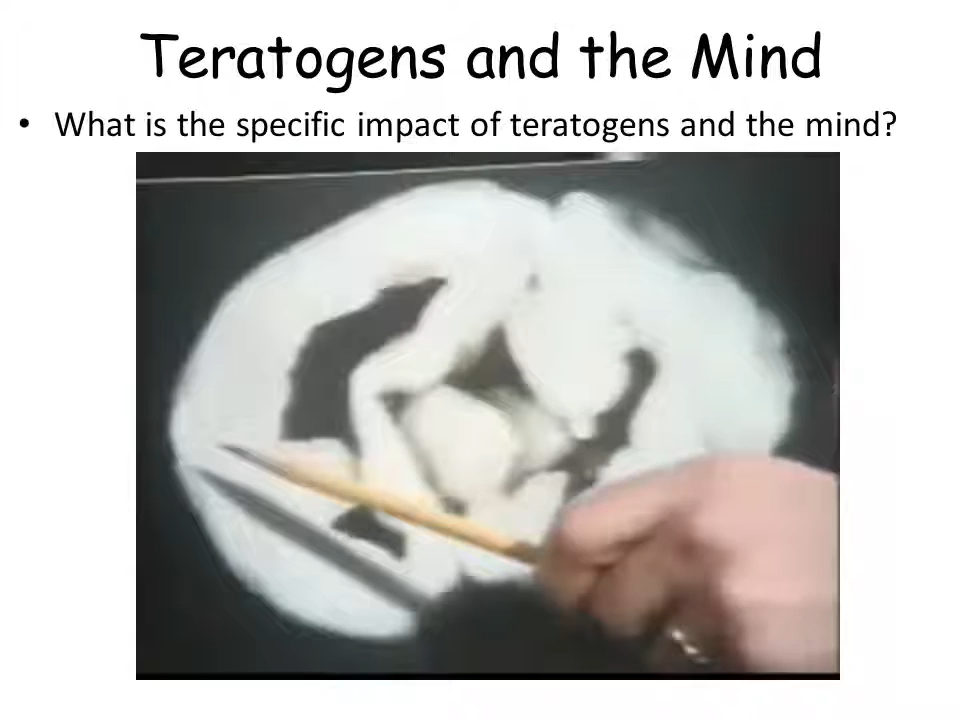 Teratogens and the Mind
• What is the specific impact of teratogens and the mind?